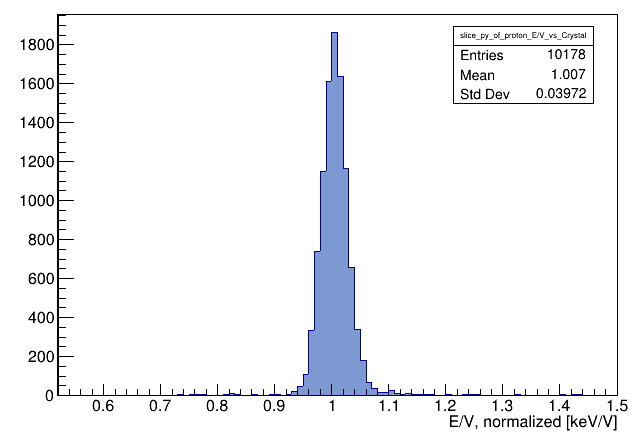 slice_py_of_proton_E/V_vs_Crystal
Entries 10178
Mean 1.007
Std Dev 0.03972
1800
1600
1400
1200
1000
800
600
400
200
0
0.6 0.7 0.8 0.9 1 1.1 1.2 1.3 1.4 1.5
E/V, normalized [keV/V]